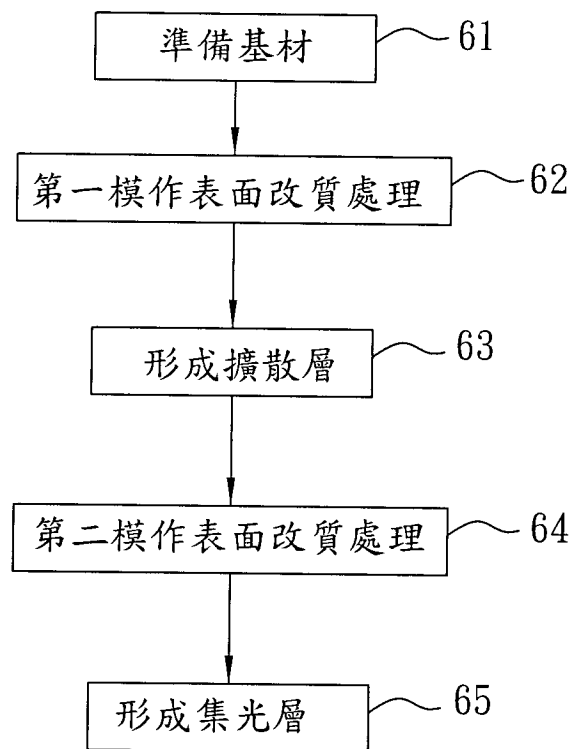 準備基材 61
第一模作表面改質處理 62
形成擴散層 63
第二模作表面改質處理 64
形成集光層 65